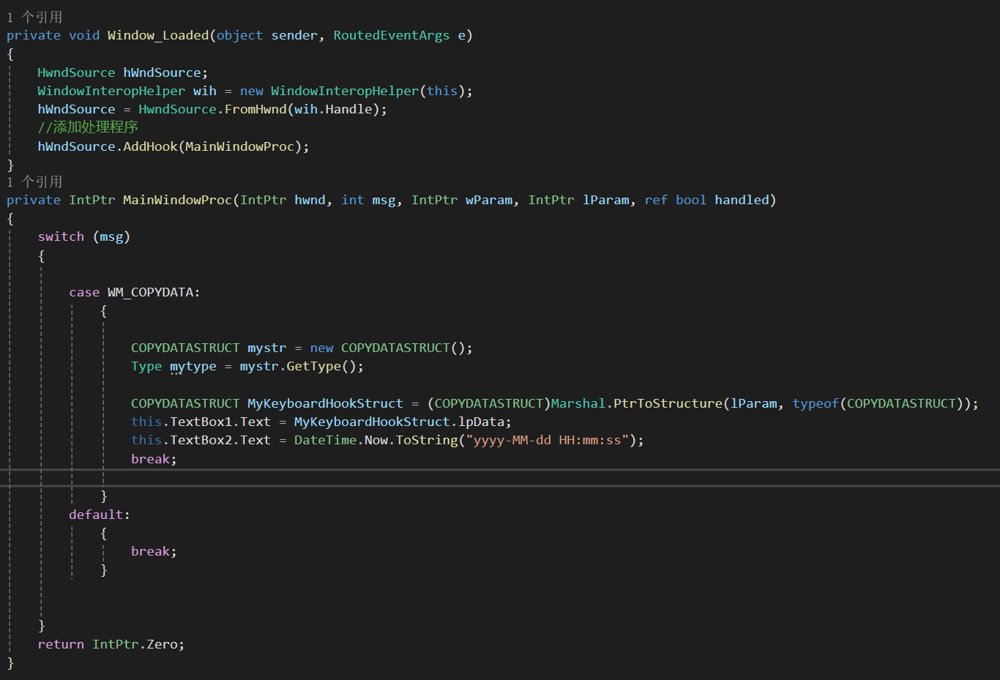 1 个引用
private void Window_Loaded(object sender, RoutedEventArgs e)
{
HwndSource hWndSource;
WindowInteropHelper wih = new WindowInteropHelper(this);
hWndSource = HwndSource.FromHwnd(wih.Handle);
//添加处理程序
hWndSource.AddHook(MainWindowProc);
}
1 个引用
private IntPtr MainWindowProc(IntPtr hwnd, int msg, IntPtr wParam, IntPtr lParam, ref bool handled)
{
switch (msg)
{
case WM_COPYDATA:
{
COPYDATASTRUCT mystr = new COPYDATASTRUCT();
Type mytype = mystr.GetType();
COPYDATASTRUCT MyKeyboardHookStruct = (COPYDATASTRUCT)Marshal.PtrToStructure(lParam, typeof(COPYDATASTRUCT));
this.TextBox1.Text = MyKeyboardHookStruct.lpData;
this.TextBox2.Text = DateTime.Now.ToString("yyyy-MM-dd HH:mm:ss");
break;
}
default:
{
break;
}
}
return IntPtr.Zero;
}